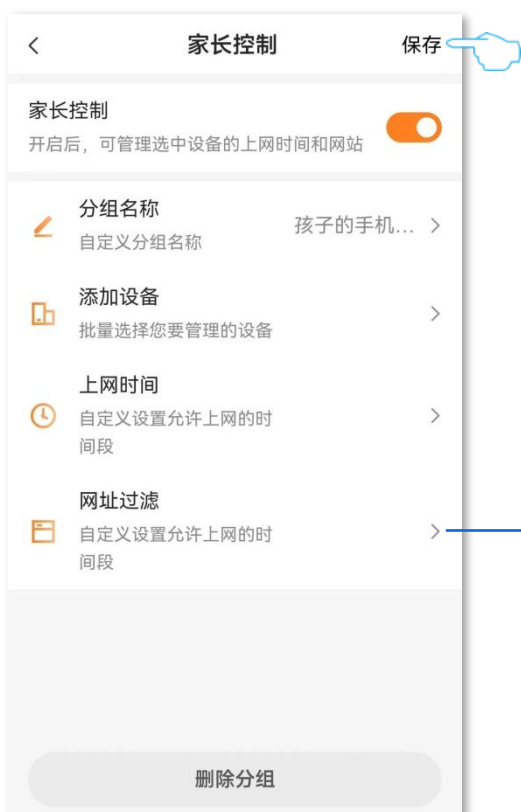 家长控制 保存
家长控制
开启后，可管理选中设备的上网时间和网站
分组名称
自定义分组名称
孩子的手机...
添加设备
批量选择您要管理的设备
上网时间
自定义设置允许上网的时
间段
网址过滤
自定义设置允许上网的时
间段
删除分组